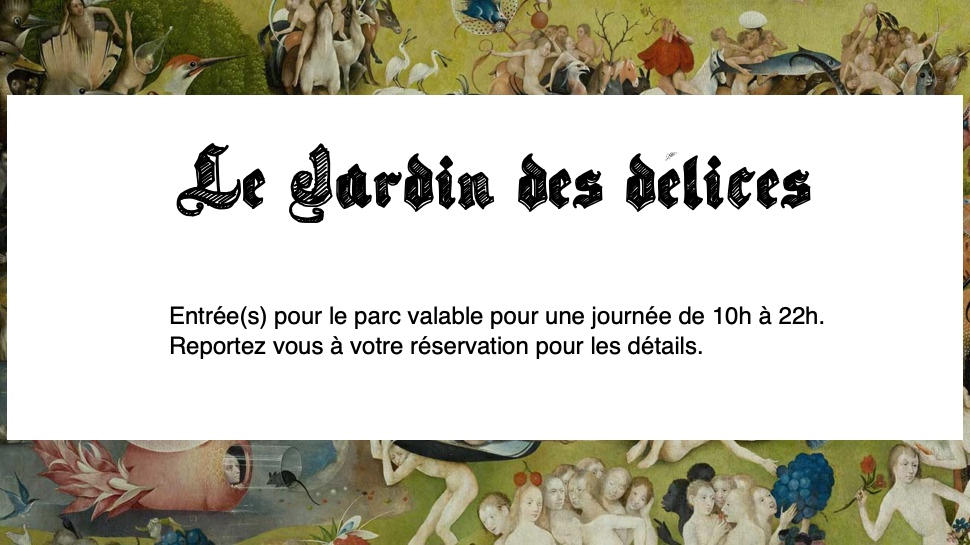 Le Jardin des délices
Entrée(s) pour le parc valable pour une journée de 10h à 22h.
Reportez vous à votre réservation pour les détails.